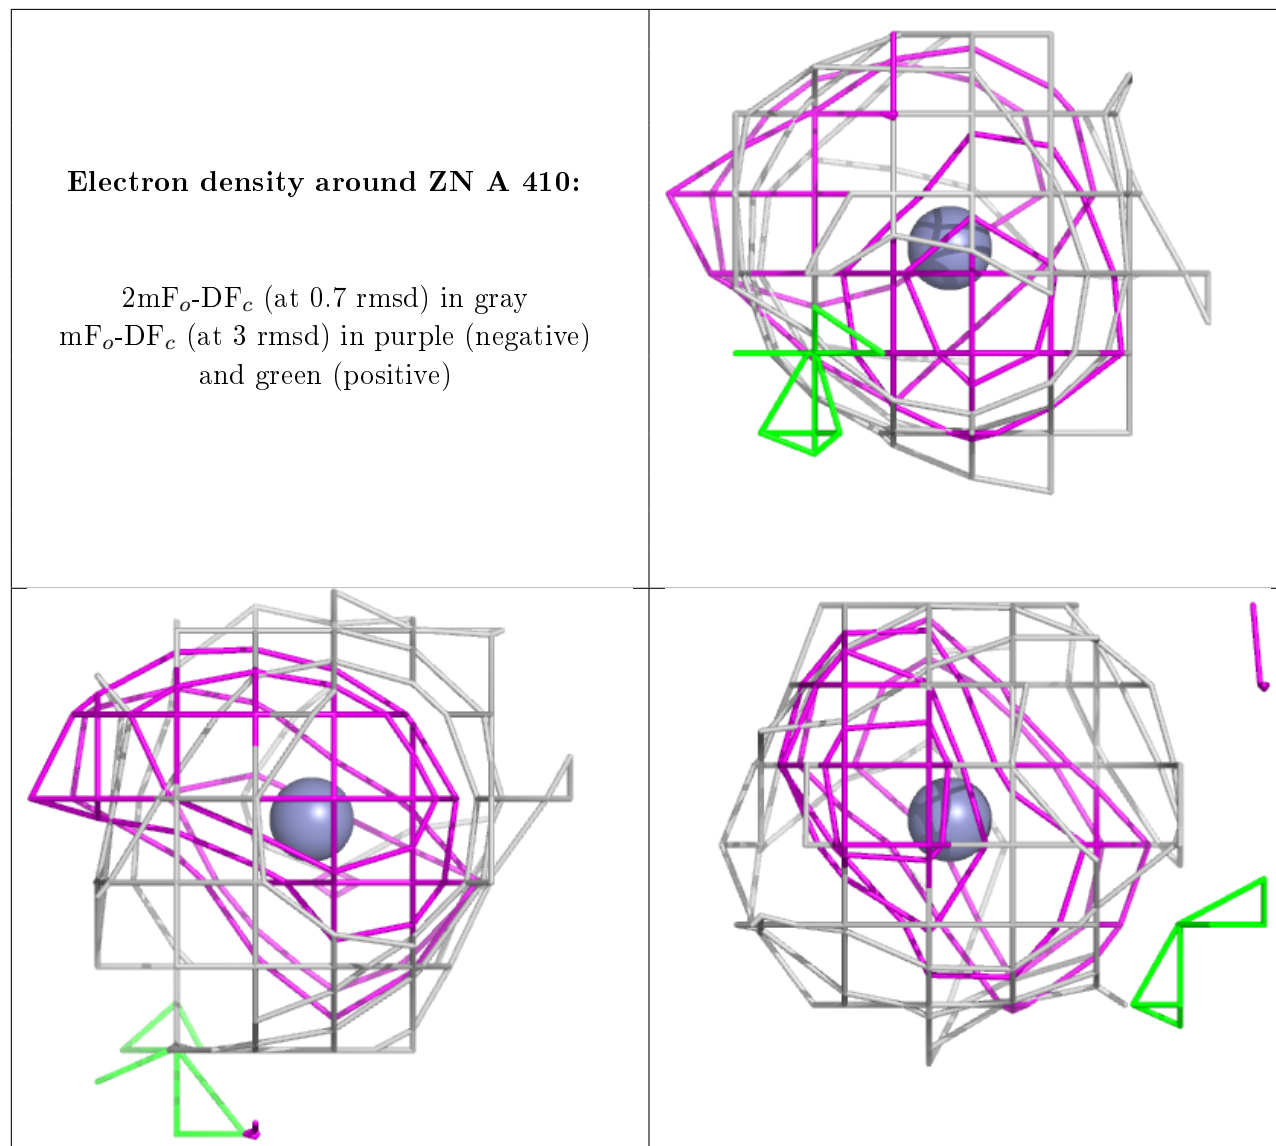 Electron density around ZN A 410:
2mFₒ-DF𝒸 (at 0.7 rmsd) in gray
mFₒ-DF𝒸 (at 3 rmsd) in purple (negative)
and green (positive)